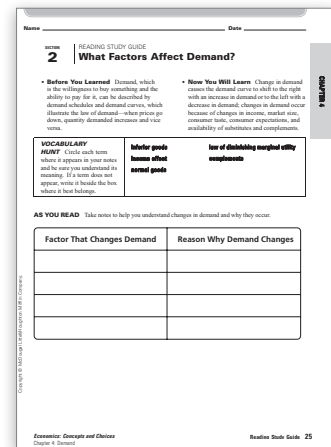 Name Date
SECTION
2
READING STUDY GUIDE
What Factors Affect Demand?
• Before You Learned Demand, which
is the willingness to buy something and the
ability to pay for it, can be described by
demand schedules and demand curves, which
illustrate the law of demand—when prices go
down, quantity demanded increases and vice
versa.
• Now You Will Learn Change in demand
causes the demand curve to shift to the right
with an increase in demand or to the left with a
decrease in demand; changes in demand occur
because of changes in income, market size,
consumer taste, consumer expectations, and
availability of substitutes and complements.
CHAPTER 4
VOCABULARY
HUNT Circle each term
where it appears in your notes
and be sure you understand its
meaning. If a term does not
appear, write it beside the box
where it best belongs.
inferior goods
income effect
normal goods
law of diminishing marginal utility
complements
AS YOU READ Take notes to help you understand changes in demand and why they occur.
Factor That Changes Demand Reason Why Demand Changes
Copyright © McDougal Littell/Houghton Mifflin Company
Economics: Concepts and Choices
Chapter 4: Demand
Reading Study Guide 25